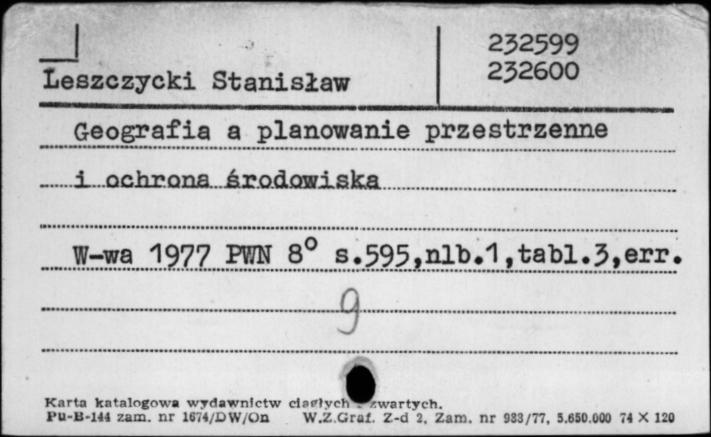 232599
232600
Leszczycki Stanisław
Geografia a planowanie przestrzenne
i ochrona środowiska
W-wa 1977 PWN 8° s.595,nlb.1,tabl.3,err.
9
Karta katalogowa wydawnictw ciągłych i zwartych.
Pu-B-144 zam. nr 1674/DW/On W.Z.Graf. Z-d 2, Zam. nr 983/77, 5.650.000 74 X 120